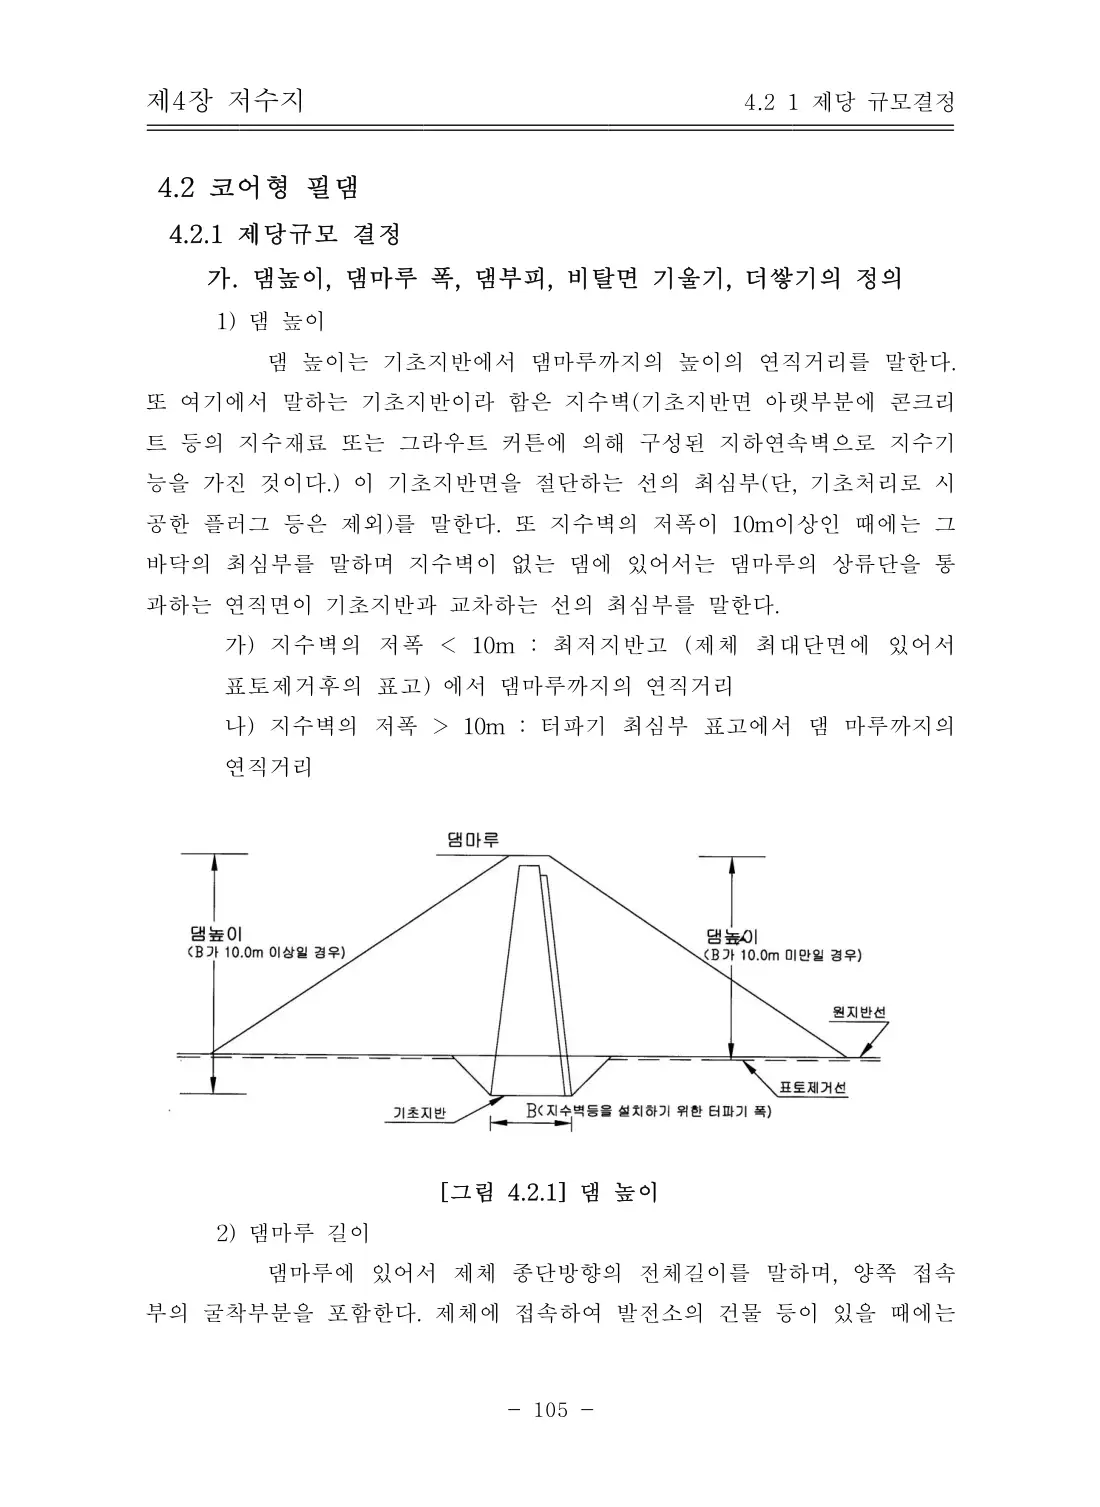 제4장 저수지
4.2 1 제당 규모결정
4.2 코어형 필댐
4.2.1 제당규모 결정
가. 댐높이, 댐마루 폭, 댐부피, 비탈면 기울기, 더쌓기의 정의
1) 댐 높이
댐 높이는 기초지반에서 댐마루까지의 높이의 연직거리를 말한다.
또 여기에서 말하는 기초지반이라 함은 지수벽(기초지반면 아랫부분에 콘크리
트 등의 지수재료 또는 그라우트 커튼에 의해 구성된 지하연속벽으로 지수기
능을 가진 것이다.) 이 기초지반면을 절단하는 선의 최심부(단, 기초처리로 시
공한 플러그 등은 제외)를 말한다. 또 지수벽의 저폭이 10m이상인 때에는 그
바닥의 최심부를 말하며 지수벽이 없는 댐에 있어서는 댐마루의 상류단을 통
과하는 연직면이 기초지반과 교차하는 선의 최심부를 말한다.
가) 지수벽의 저폭 < 10m : 최저지반고 (제체 최대단면에 있어서
표토제거후의 표고) 에서 댐마루까지의 연직거리
나) 지수벽의 저폭 > 10m : 터파기 최심부 표고에서 댐 마루까지의
연직거리
댐마루
댐높이
(B가 10.0m 이상일 경우)
댐높이
(B가 10.0m 미만일 경우)
원지반선
표토제거선
기초지반
B(지수벽등을 설치하기 위한 터파기 폭)
[그림 4.2.1] 댐 높이
2) 댐마루 길이
댐마루에 있어서 제체 종단방향의 전체길이를 말하며, 양쪽 접속
부의 굴착부분을 포함한다. 제체에 접속하여 발전소의 건물 등이 있을 때에는
- 105 -